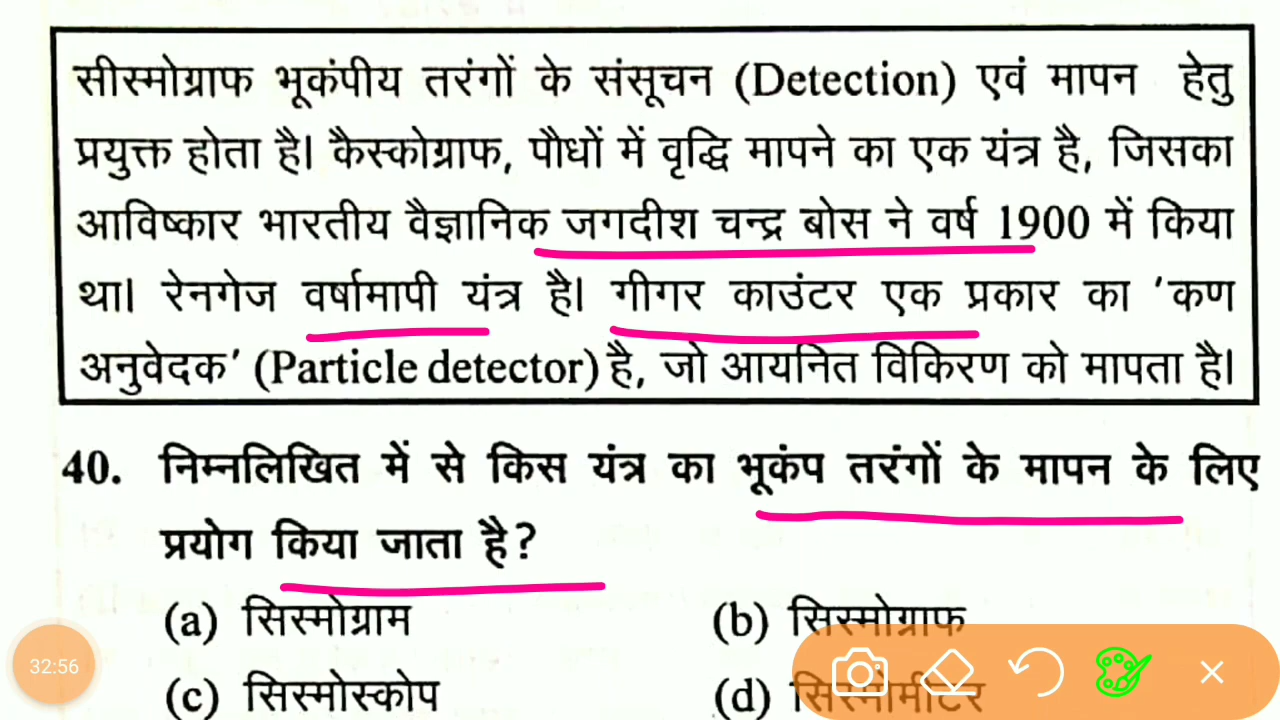 सीस्मोग्राफ भूकंपीय तरंगों के संसूचन (Detection) एवं मापन हेतु
प्रयुक्त होता है। कैस्कोग्राफ, पौधों में वृद्धि मापने का एक यंत्र है, जिसका
आविष्कार भारतीय वैज्ञानिक जगदीश चन्द्र बोस ने वर्ष 1900 में किया
था। रेनगेज वर्षामापी यंत्र है। गीगर काउंटर एक प्रकार का 'कण
अनुवेदक' (Particle detector) है, जो आयनित विकिरण को मापता है।
40. निम्नलिखित में से किस यंत्र का भूकंप तरंगों के मापन के लिए
प्रयोग किया जाता है?
(a) सिस्मोग्राम (b) सिस्मोग्राफ
32:56
(c) सिस्मोस्कोप (d) सिस्मोमीटर